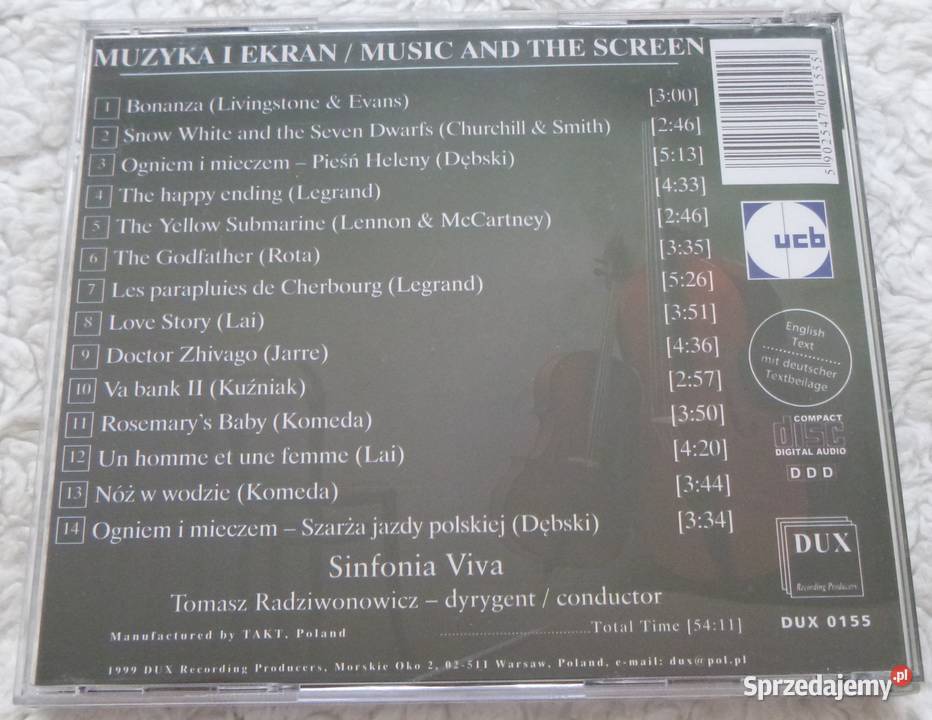 MUZYKA I EKRAN / MUSIC AND THE SCREEN
1 Bonanza (Livingstone & Evans) [3:00]
2 Snow White and the Seven Dwarfs (Churchill & Smith) [2:46]
3 Ogniem i mieczem – Pieśń Heleny (Dębski) [5:13]
4 The happy ending (Legrand) [4:33]
5 The Yellow Submarine (Lennon & McCartney) [2:46]
6 The Godfather (Rota) [3:35]
7 Les parapluies de Cherbourg (Legrand) [5:26]
8 Love Story (Lai) [3:51]
9 Doctor Zhivago (Jarre) [4:36]
10 Va bank II (Kuźniak) [2:57]
11 Rosemary's Baby (Komeda) [3:50]
12 Un homme et une femme (Lai) [4:20]
13 Nóż w wodzie (Komeda) [3:44]
14 Ogniem i mieczem – Szarża jazdy polskiej (Dębski) [3:34]
Sinfonia Viva
Tomasz Radziwonowicz – dyrygent / conductor
Manufactured by TAKT, Poland
Total Time [54:11]
1999 DUX Recording Producers, Morskie Oko 2, 02-511 Warsaw, Poland, e-mail: dux@pol.pl
5 902547 001535
ucb
English
Text
mit deutscher
Textbeilage
COMPACT
disc
DIGITAL AUDIO
DDD
DUX
Recording Producers
DUX 0155
Sprzedajemy.pl